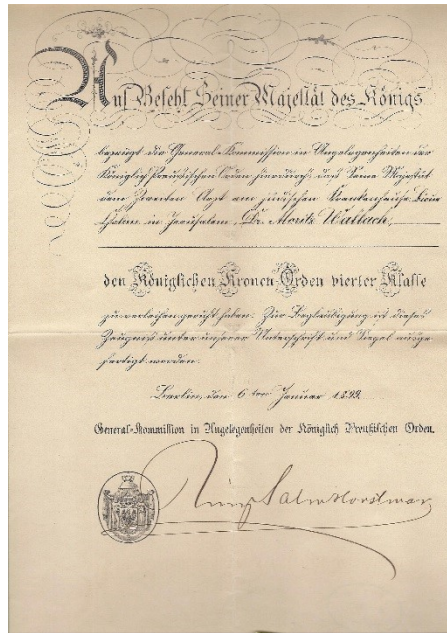 Auf Befehl Seiner Majestät des Königs
bezeugt die General-Kommission in Angelegenheiten der
Königlich Preußischen Orden hierdurch, daß Seine Majestät
dem Zweiten Arzt am jüdischen Krankenhause
in Jerusalem, Dr. Moritz Wallach,
den Königlichen Kronen-Orden vierter Klasse
zu verleihen geruht haben. Zur Beglaubigung ist dieses
Zeugniß unter unserer Unterschrift und Siegel ausge
fertigt worden.
Berlin, den 6ten Januar 1899.
General-Kommission in Angelegenheiten der Königlich Preußischen Orden.
Salm Horstmar